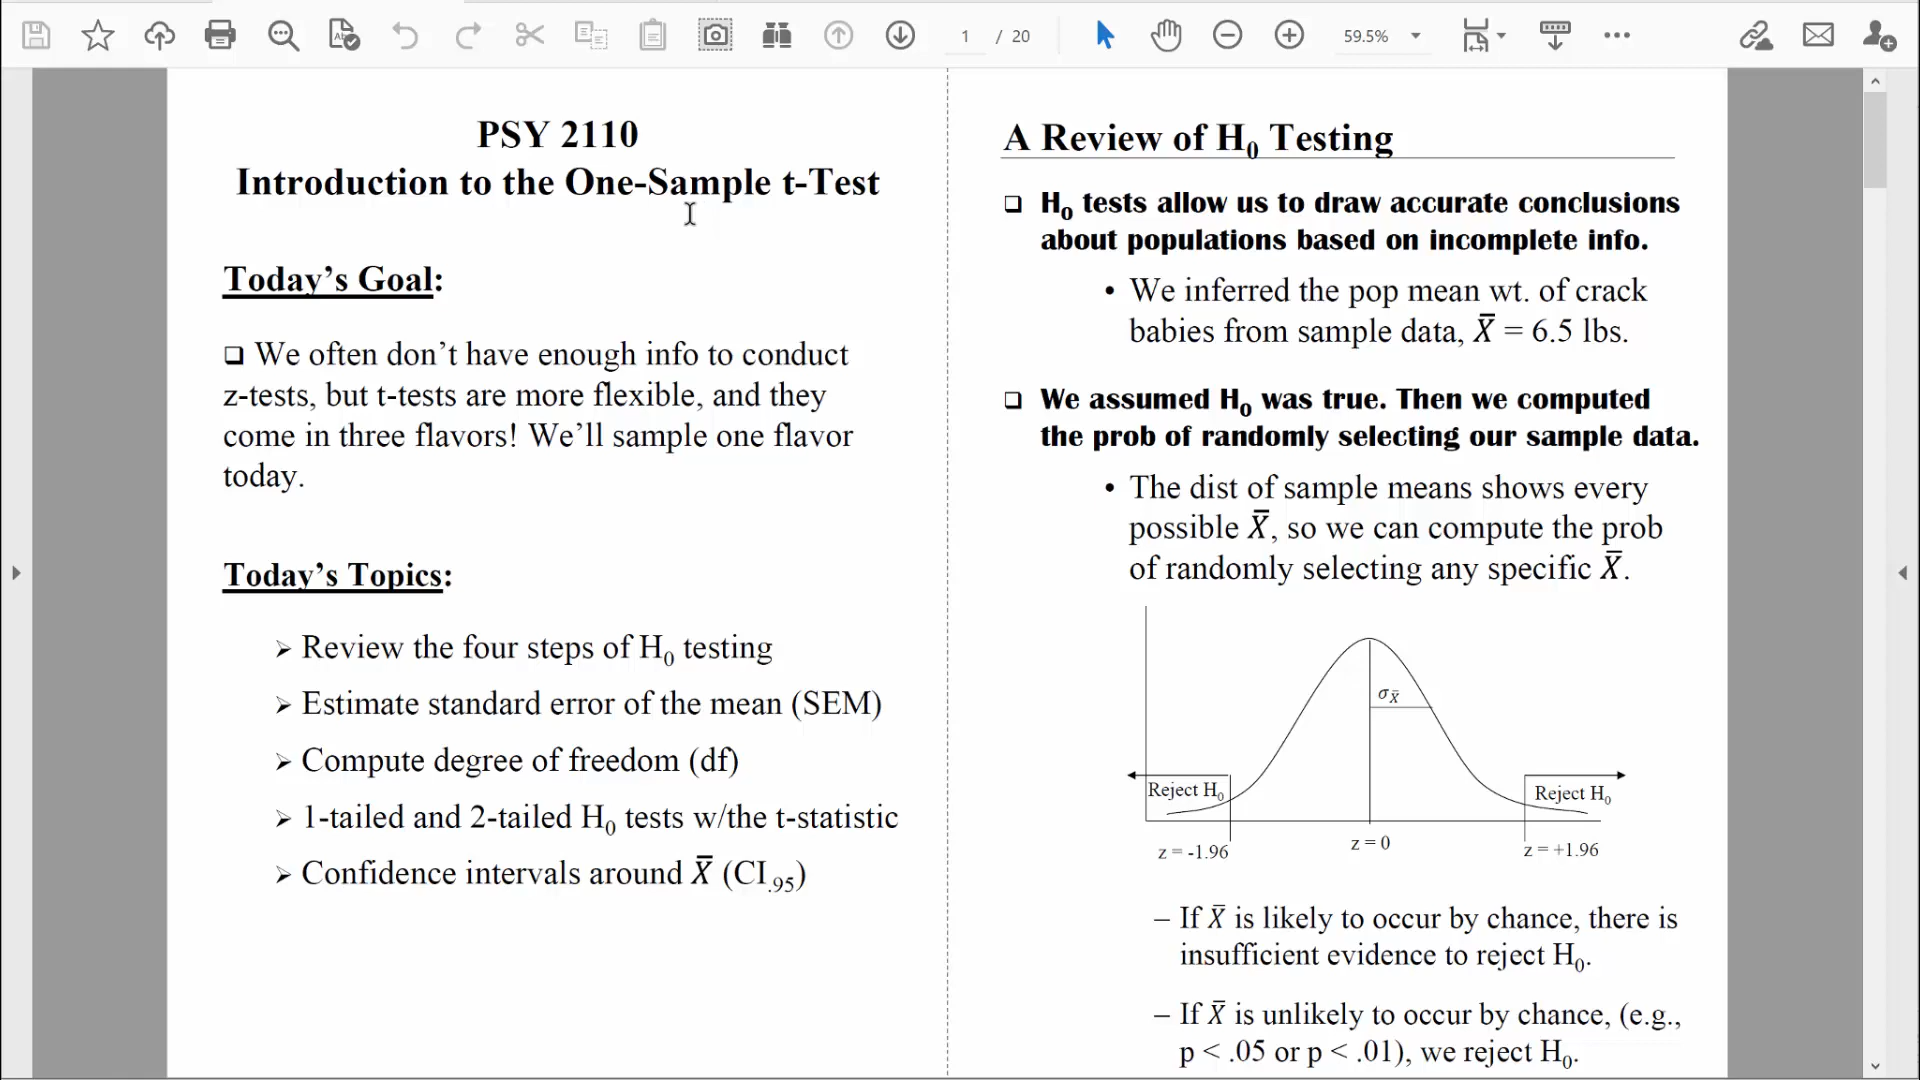 1 / 20 59.5%
PSY 2110
Introduction to the One-Sample t-Test
Today’s Goal:
❑ We often don’t have enough info to conduct
z-tests, but t-tests are more flexible, and they
come in three flavors! We’ll sample one flavor
today.
Today’s Topics:
➢ Review the four steps of H₀ testing
➢ Estimate standard error of the mean (SEM)
➢ Compute degree of freedom (df)
➢ 1-tailed and 2-tailed H₀ tests w/the t-statistic
➢ Confidence intervals around X̄ (CI.₉₅)
A Review of H₀ Testing
❑ H₀ tests allow us to draw accurate conclusions
about populations based on incomplete info.
• We inferred the pop mean wt. of crack
babies from sample data, X̄ = 6.5 lbs.
❑ We assumed H₀ was true. Then we computed
the prob of randomly selecting our sample data.
• The dist of sample means shows every
possible X̄, so we can compute the prob
of randomly selecting any specific X̄.
σX̄
Reject H₀ Reject H₀
z = -1.96 z = 0 z = +1.96
– If X̄ is likely to occur by chance, there is
insufficient evidence to reject H₀.
– If X̄ is unlikely to occur by chance, (e.g.,
p < .05 or p < .01), we reject H₀.